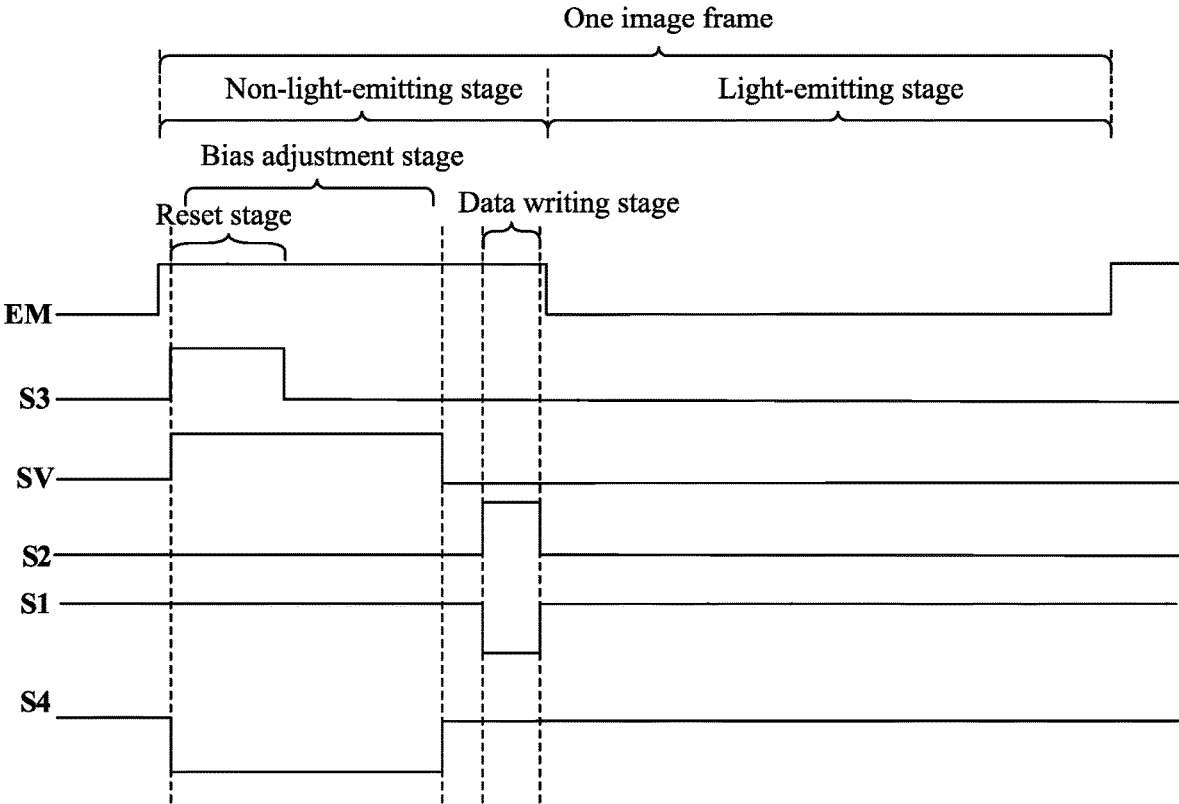 One image frame
Non-light-emitting stage
Light-emitting stage
Bias adjustment stage
Reset stage
Data writing stage
EM
S3
SV
S2
S1
S4